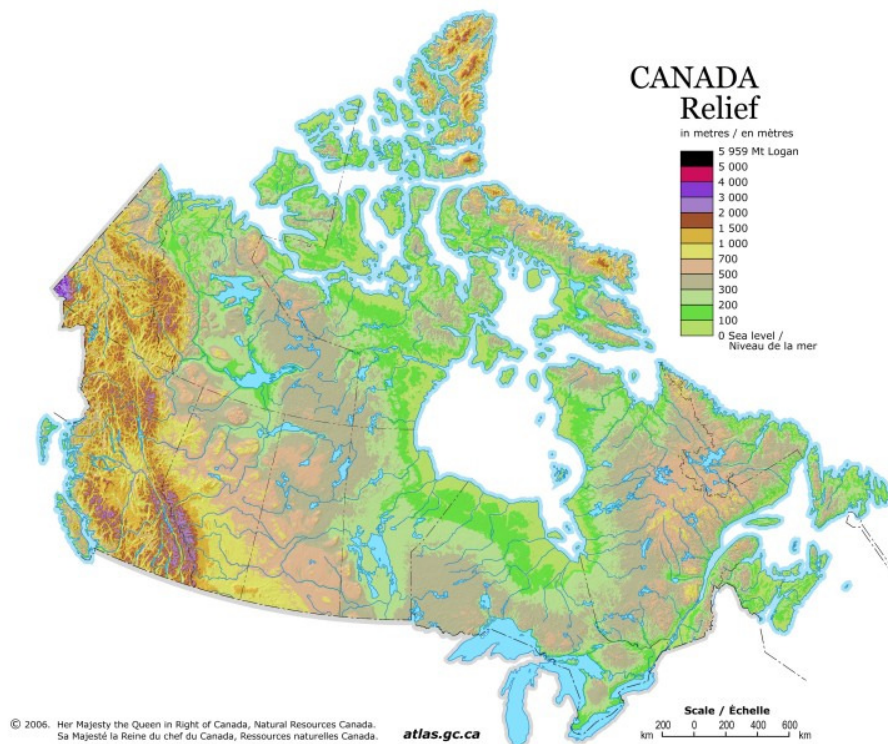 CANADA
Relief
in metres / en mètres
5 959 Mt Logan
5 000
4 000
3 000
2 000
1 500
1 000
700
500
300
200
100
0 Sea level /
Niveau de la mer
Scale / Échelle
km 200 0 200 400 600 km
© 2006. Her Majesty the Queen in Right of Canada, Natural Resources Canada.
Sa Majesté la Reine du chef du Canada, Ressources naturelles Canada.
atlas.gc.ca